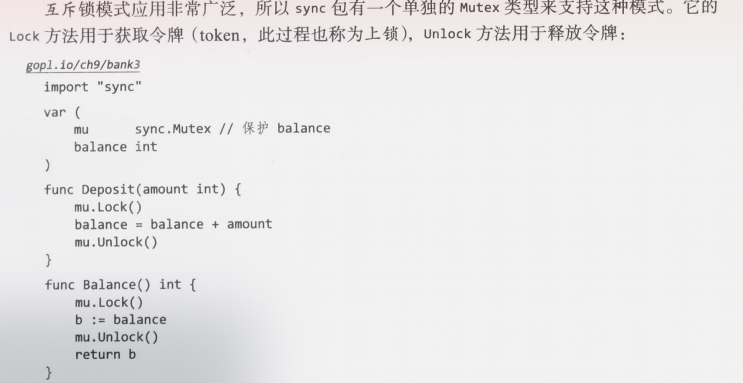 互斥锁模式应用非常广泛，所以 sync 包有一个单独的 Mutex 类型来支持这种模式。它的
Lock 方法用于获取令牌（token，此过程也称为上锁），Unlock 方法用于释放令牌：
gopl.io/ch9/bank3
import "sync"
var (
    mu      sync.Mutex // 保护 balance
    balance int
)
func Deposit(amount int) {
    mu.Lock()
    balance = balance + amount
    mu.Unlock()
}
func Balance() int {
    mu.Lock()
    b := balance
    mu.Unlock()
    return b
}